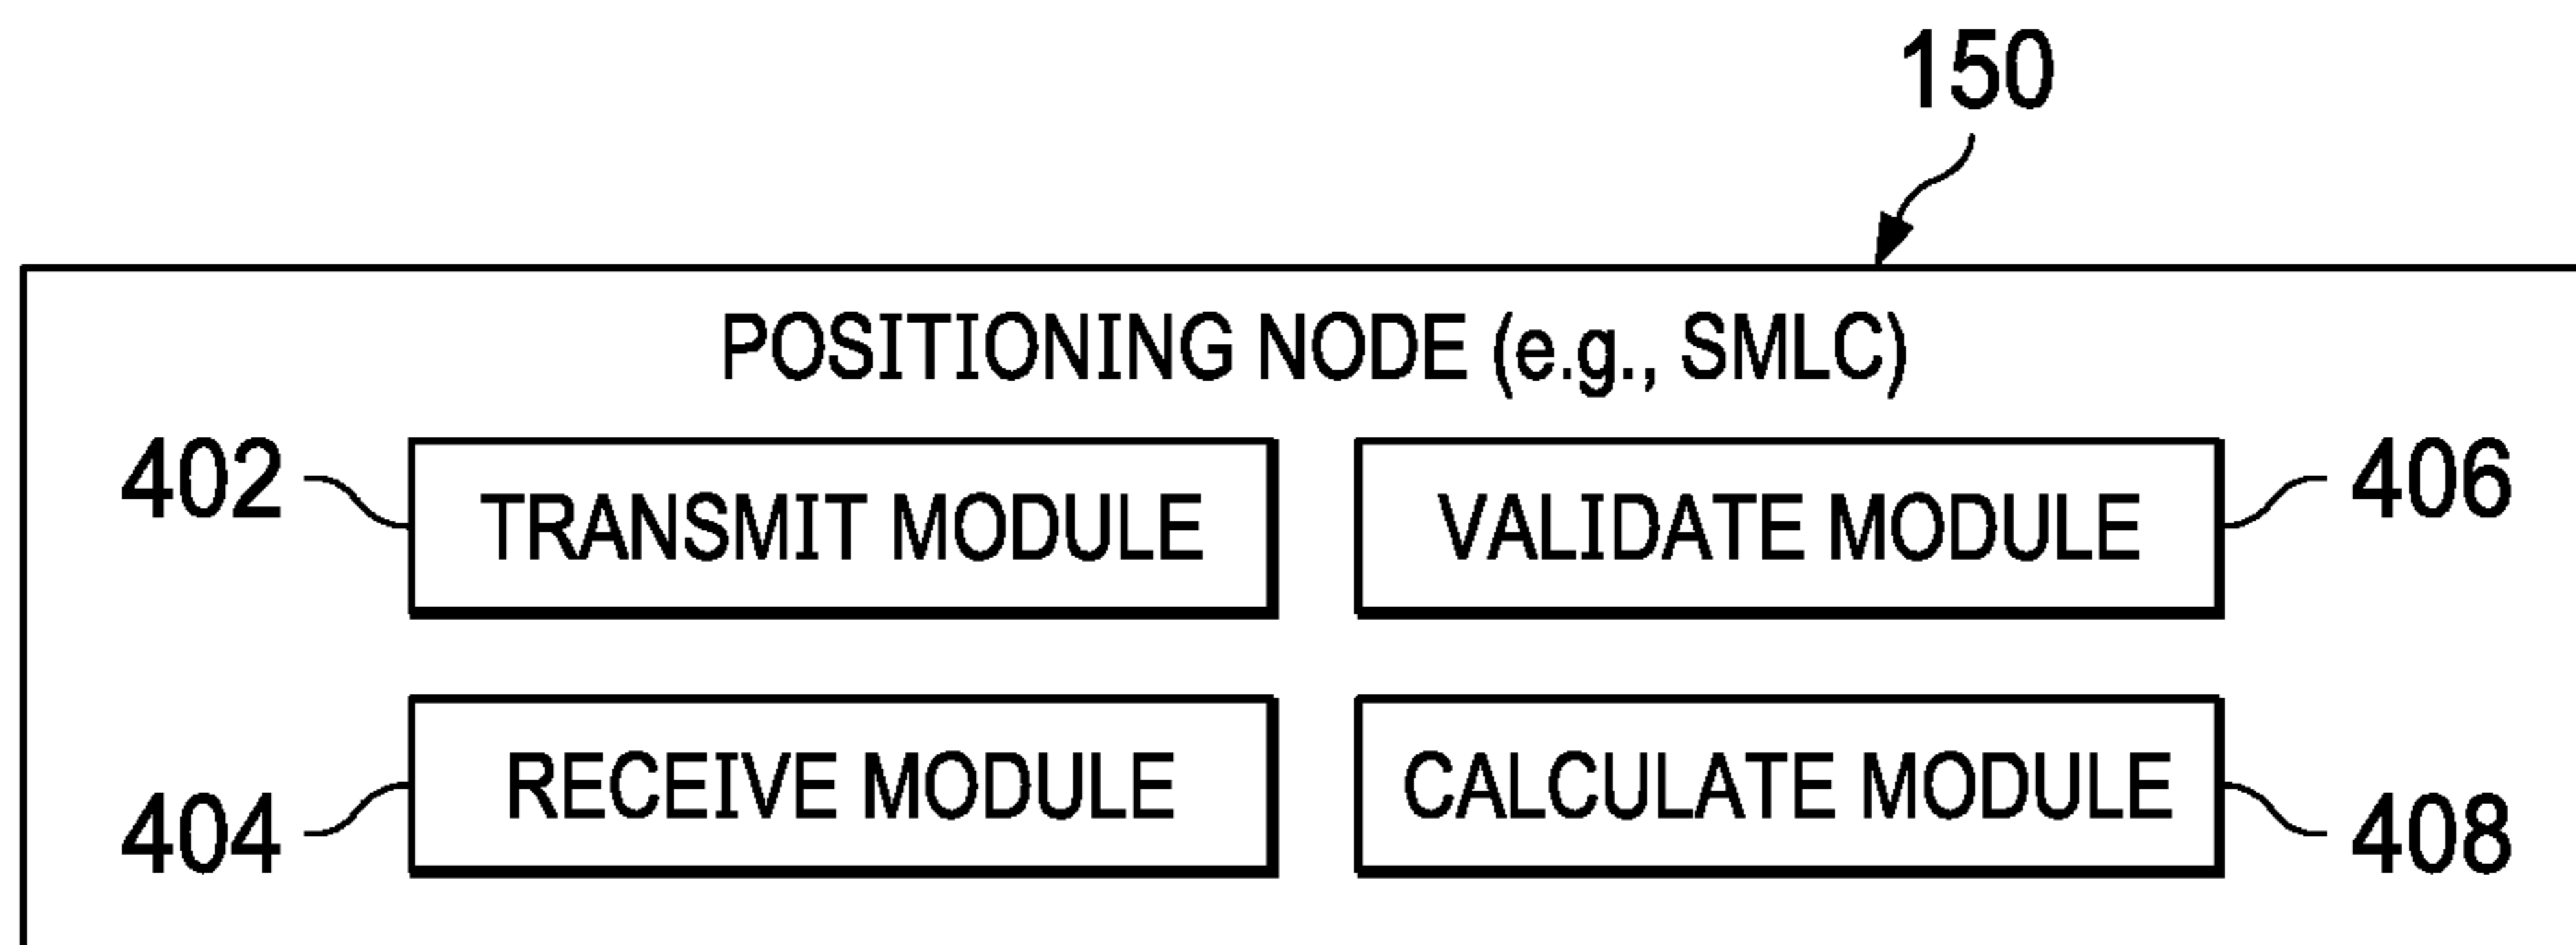 150
POSITIONING NODE (e.g., SMLC)
402 TRANSMIT MODULE VALIDATE MODULE 406
404 RECEIVE MODULE CALCULATE MODULE 408